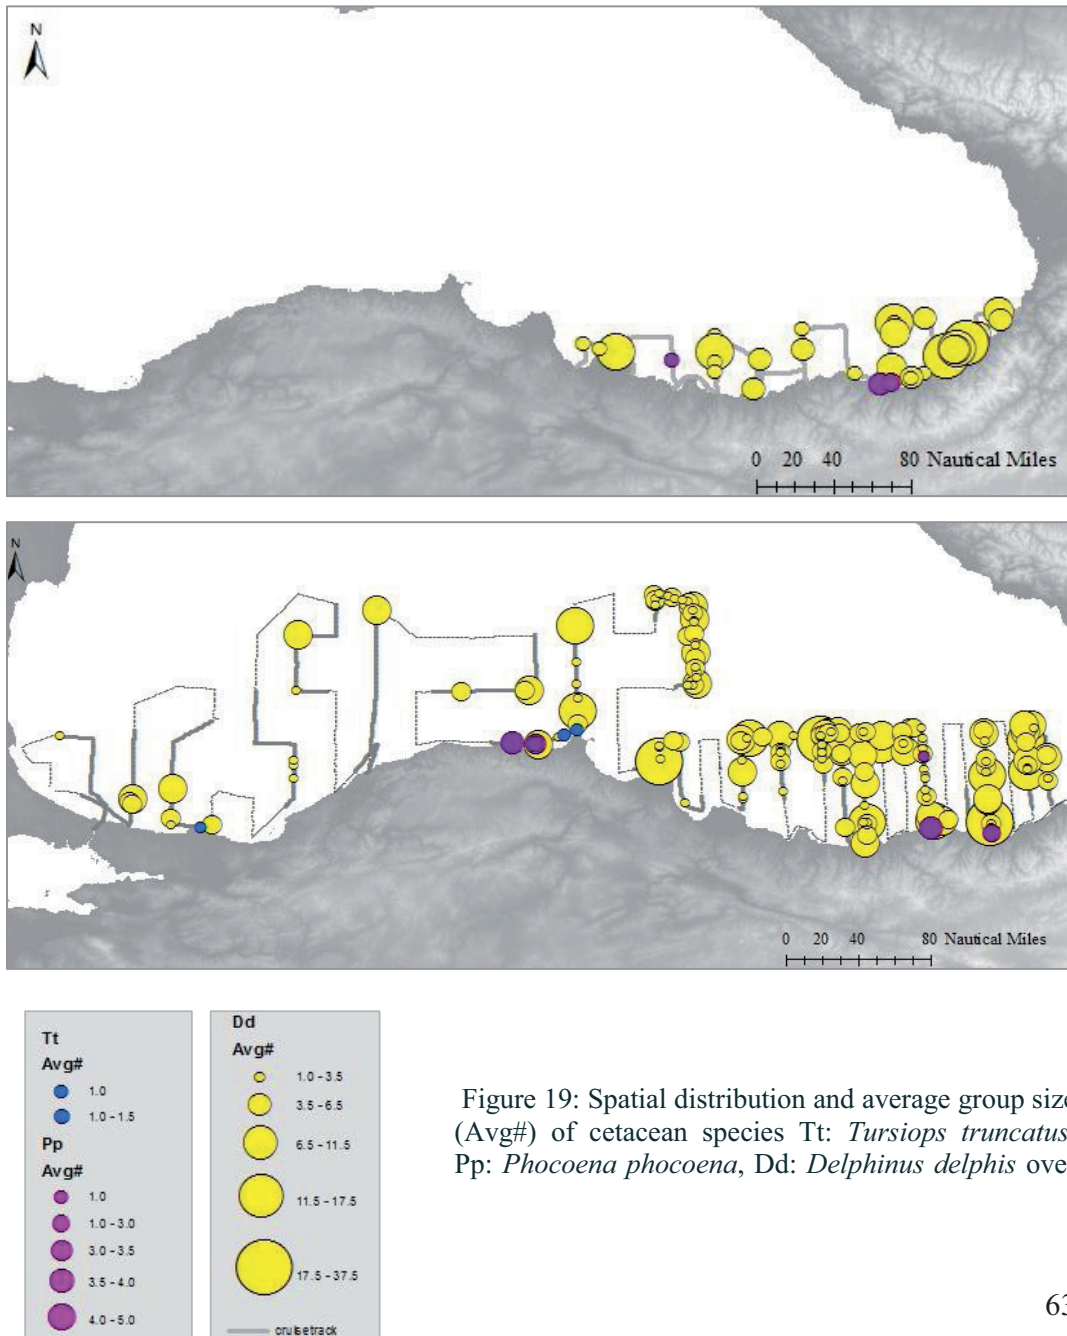 N
0 20 40 80 Nautical Miles
N
0 20 40 80 Nautical Miles
Tt
Avg#
1.0
1.0 - 1.5
Pp
Avg#
1.0
1.0 - 3.0
3.0 - 3.5
3.5 - 4.0
4.0 - 5.0
Dd
Avg#
1.0 - 3.5
3.5 - 6.5
6.5 - 11.5
11.5 - 17.5
17.5 - 37.5
cruisetrack
Figure 19: Spatial distribution and average group size
(Avg#) of cetacean species Tt: Tursiops truncatus
Pp: Phocoena phocoena, Dd: Delphinus delphis ove
63